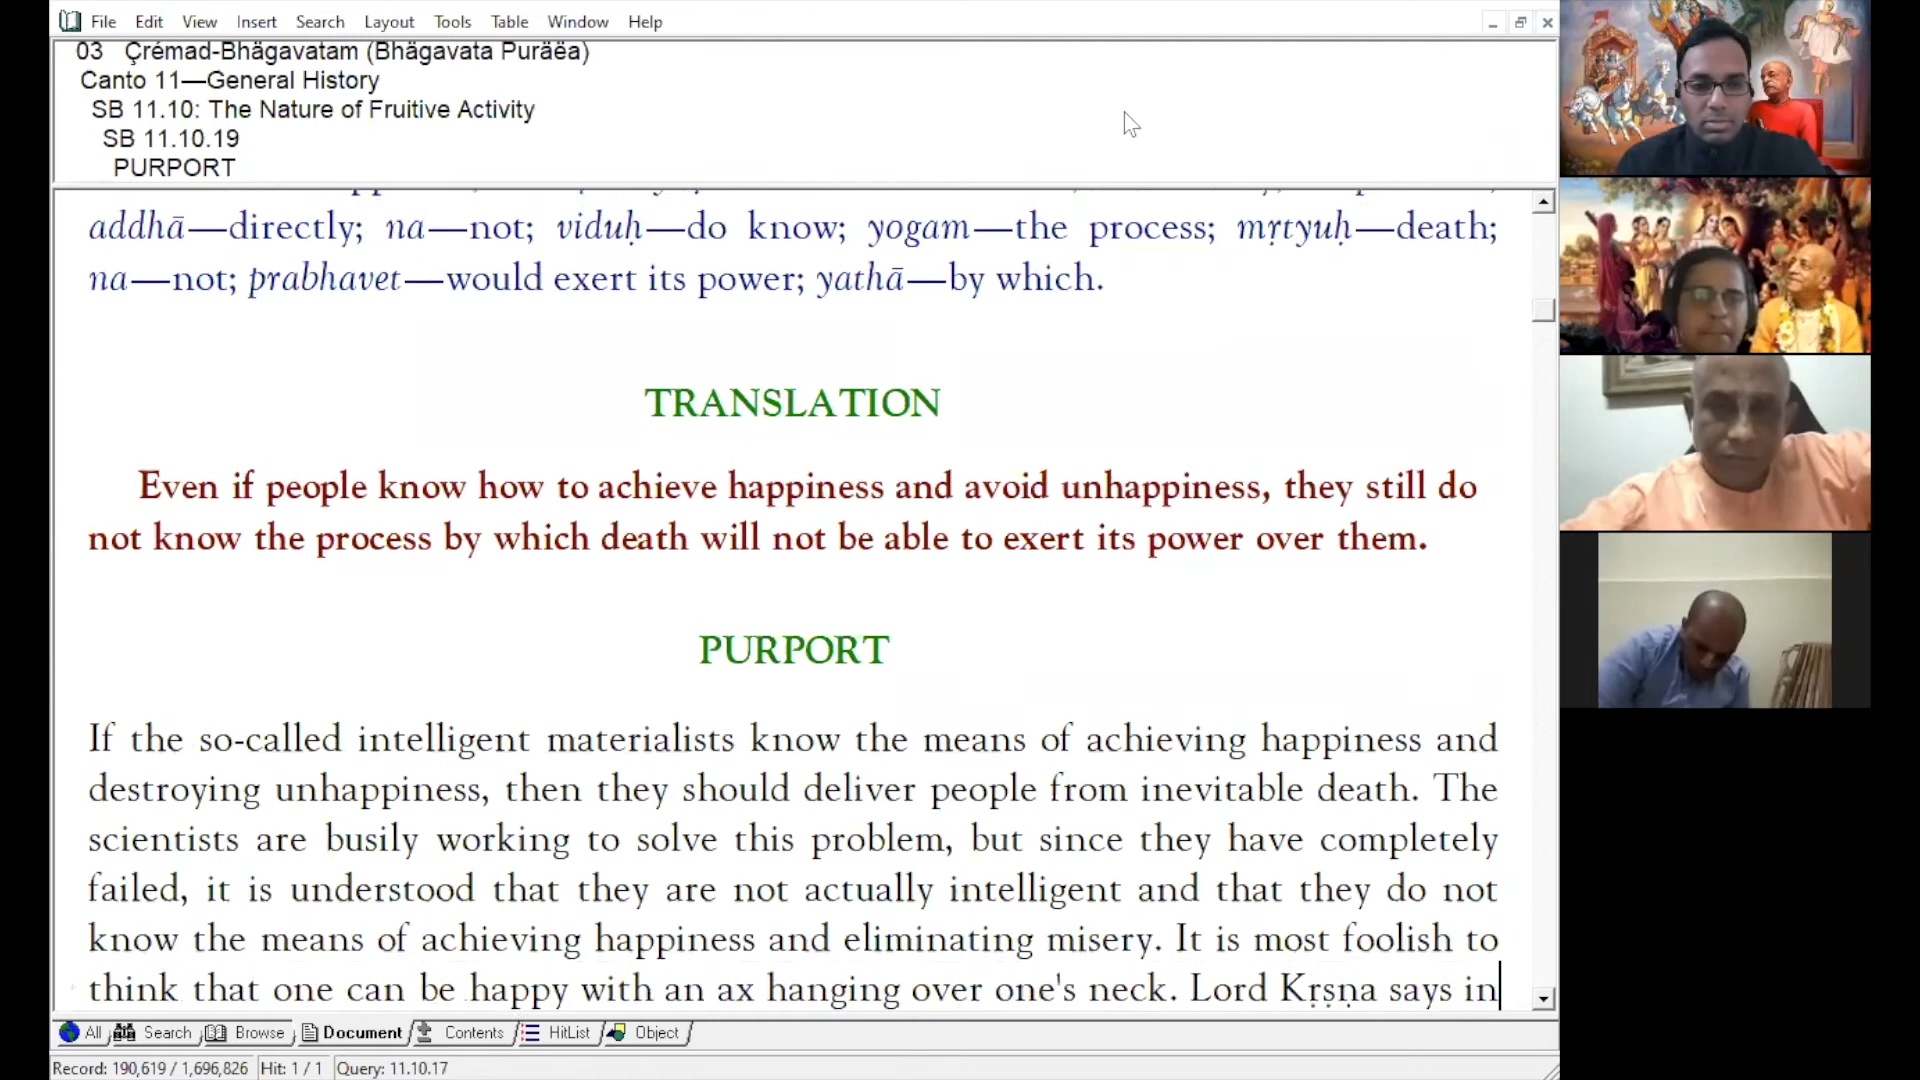 File Edit View Insert Search Layout Tools Table Window Help
03 Çrémad-Bhägavatam (Bhägavata Puräëa)
Canto 11—General History
SB 11.10: The Nature of Fruitive Activity
SB 11.10.19
PURPORT
addhā—directly; na—not; viduḥ—do know; yogam—the process; mṛtyuḥ—death;
na—not; prabhavet—would exert its power; yathā—by which.
TRANSLATION
Even if people know how to achieve happiness and avoid unhappiness, they still do
not know the process by which death will not be able to exert its power over them.
PURPORT
If the so-called intelligent materialists know the means of achieving happiness and
destroying unhappiness, then they should deliver people from inevitable death. The
scientists are busily working to solve this problem, but since they have completely
failed, it is understood that they are not actually intelligent and that they do not
know the means of achieving happiness and eliminating misery. It is most foolish to
think that one can be happy with an ax hanging over one's neck. Lord Kṛṣṇa says in
All Search Browse Document Contents HitList Object
Record: 190,619 / 1,696,826 Hit: 1 / 1 Query: 11.10.17